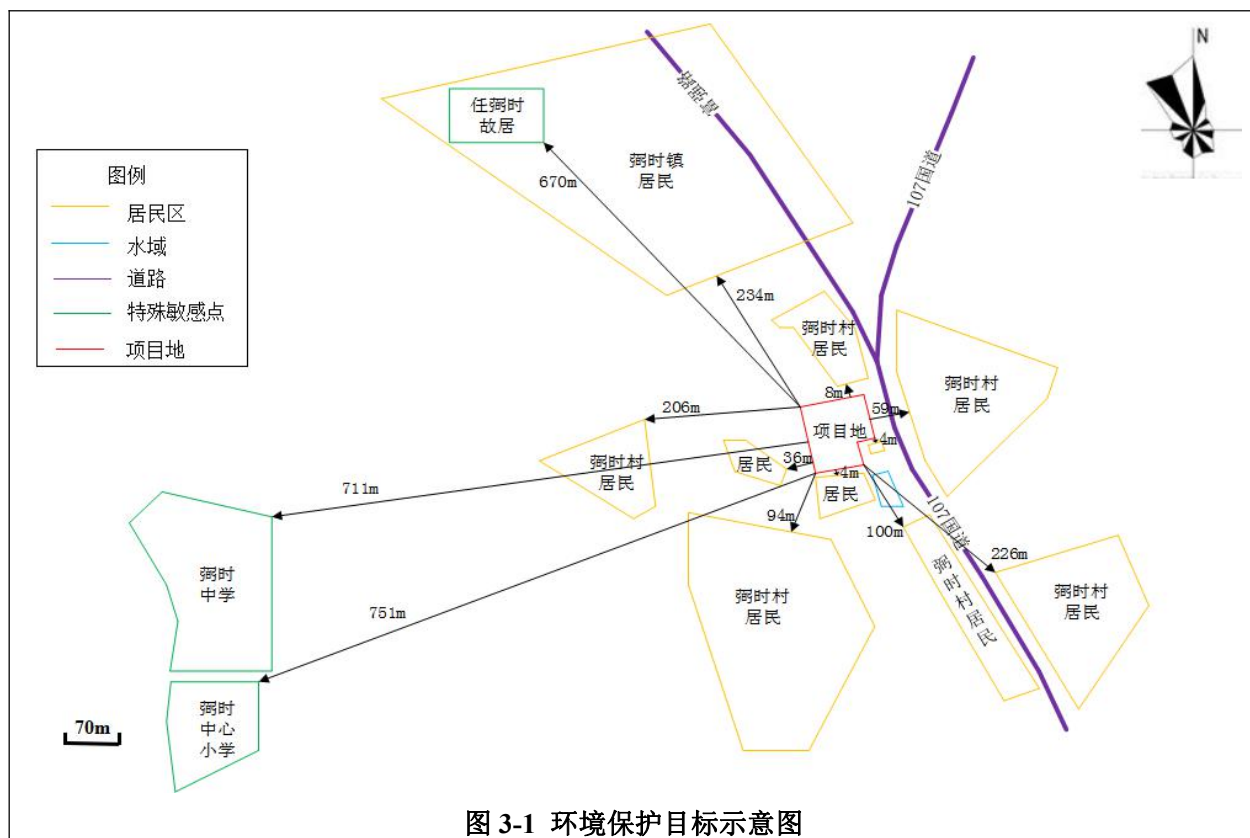 N
任弼时
故居
弼时镇
居民
107国道
图例
居民区
水域
道路
特殊敏感点
项目地
670m
234m
弼时村
居民
弼时村
居民
8m
59m
206m
项目地
4m
弼时村
居民
居民
36m
4m
居民
711m
94m
100m
107国道
226m
弼时
中学
弼时村
居民
弼时村居民
弼时村
居民
751m
弼时
中心
小学
70m
图 3-1 环境保护目标示意图